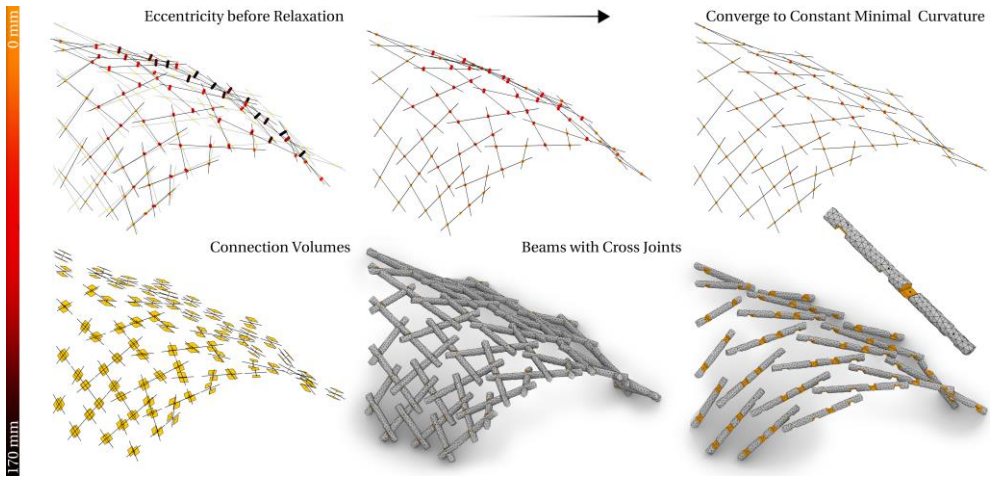 0 mm
Eccentricity before Relaxation
Converge to Constant Minimal Curvature
Connection Volumes
Beams with Cross Joints
170 mm